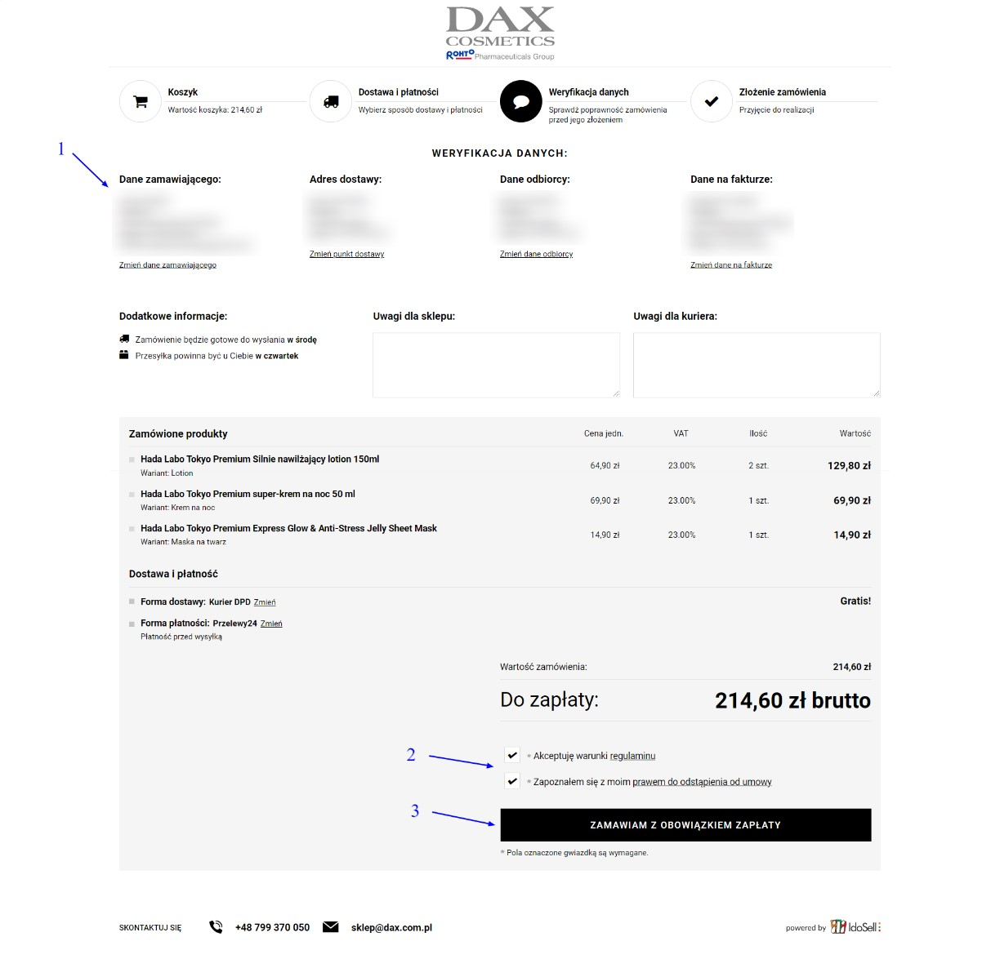 DAX
COSMETICS
ROHTO Pharmaceuticals Group
Koszyk
Wartość koszyka: 214,60 zł
Dostawa i płatności
Wybierz sposób dostawy i płatności
Weryfikacja danych
Sprawdź poprawność zamówienia
przed jego złożeniem
Złożenie zamówienia
Przyjęcie do realizacji
1
WERYFIKACJA DANYCH:
Dane zamawiającego:
Zmień dane zamawiającego
Adres dostawy:
Zmień punkt dostawy
Dane odbiorcy:
Zmień dane odbiorcy
Dane na fakturze:
Zmień dane na fakturze
Dodatkowe informacje:
Zamówienie będzie gotowe do wysłania w środę
Przesyłka powinna być u Ciebie w czwartek
Uwagi dla sklepu:
Uwagi dla kuriera:
Zamówione produkty Cena jedn. VAT Ilość Wartość
Hada Labo Tokyo Premium Silnie nawilżający lotion 150ml
Wariant: Lotion
64,90 zł 23.00% 2 szt. 129,80 zł
Hada Labo Tokyo Premium super-krem na noc 50 ml
Wariant: Krem na noc
69,90 zł 23.00% 1 szt. 69,90 zł
Hada Labo Tokyo Premium Express Glow & Anti-Stress Jelly Sheet Mask
Wariant: Maska na twarz
14,90 zł 23.00% 1 szt. 14,90 zł
Dostawa i płatność
Forma dostawy: Kurier DPD Zmień Gratis!
Forma płatności: Przelewy24 Zmień
Płatność przed wysyłką
Wartość zamówienia: 214,60 zł
Do zapłaty: 214,60 zł brutto
2
* Akceptuję warunki regulaminu
* Zapoznałem się z moim prawem do odstąpienia od umowy
3
ZAMAWIAM Z OBOWIĄZKIEM ZAPŁATY
* Pola oznaczone gwiazdką są wymagane.
SKONTAKTUJ SIĘ +48 799 370 050 sklep@dax.com.pl
powered by IdoSell